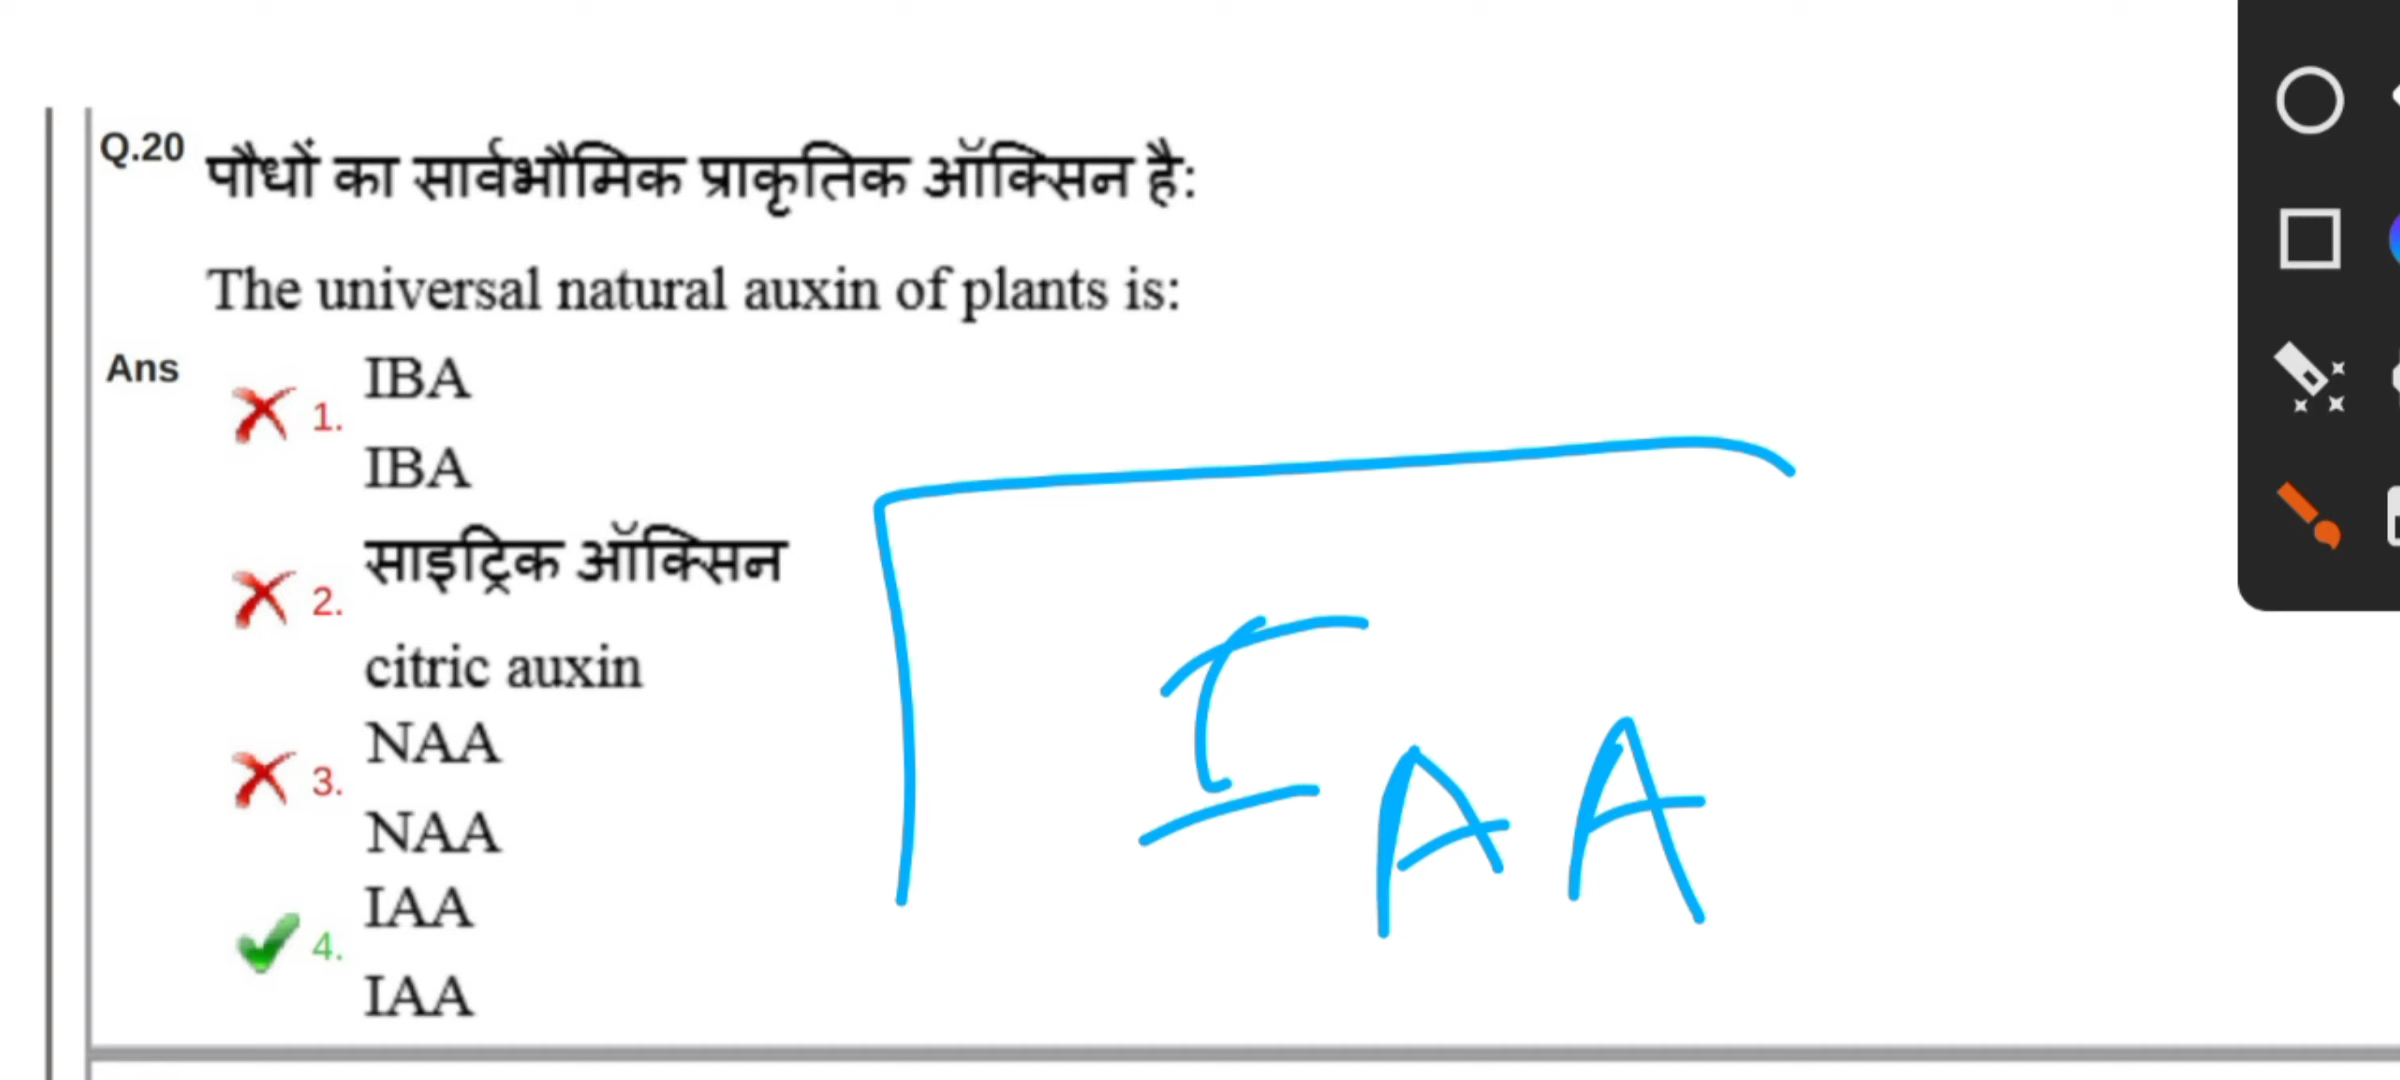 Q.20 पौधों का सार्वभौमिक प्राकृतिक ऑक्सिन है:
The universal natural auxin of plants is:
Ans
1. IBA
IBA
2. साइट्रिक ऑक्सिन
citric auxin
3. NAA
NAA
4. IAA
IAA
IAA